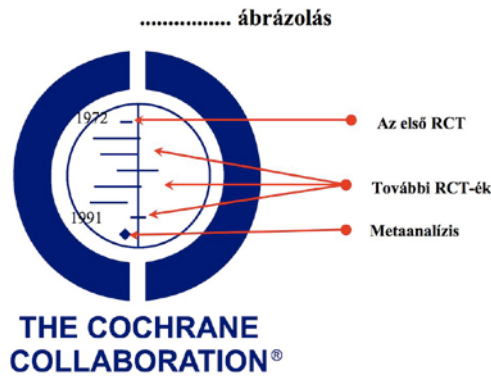 ............... ábrázolás
1972
Az első RCT
További RCT-ék
1991
Metaanalízis
THE COCHRANE
COLLABORATION®